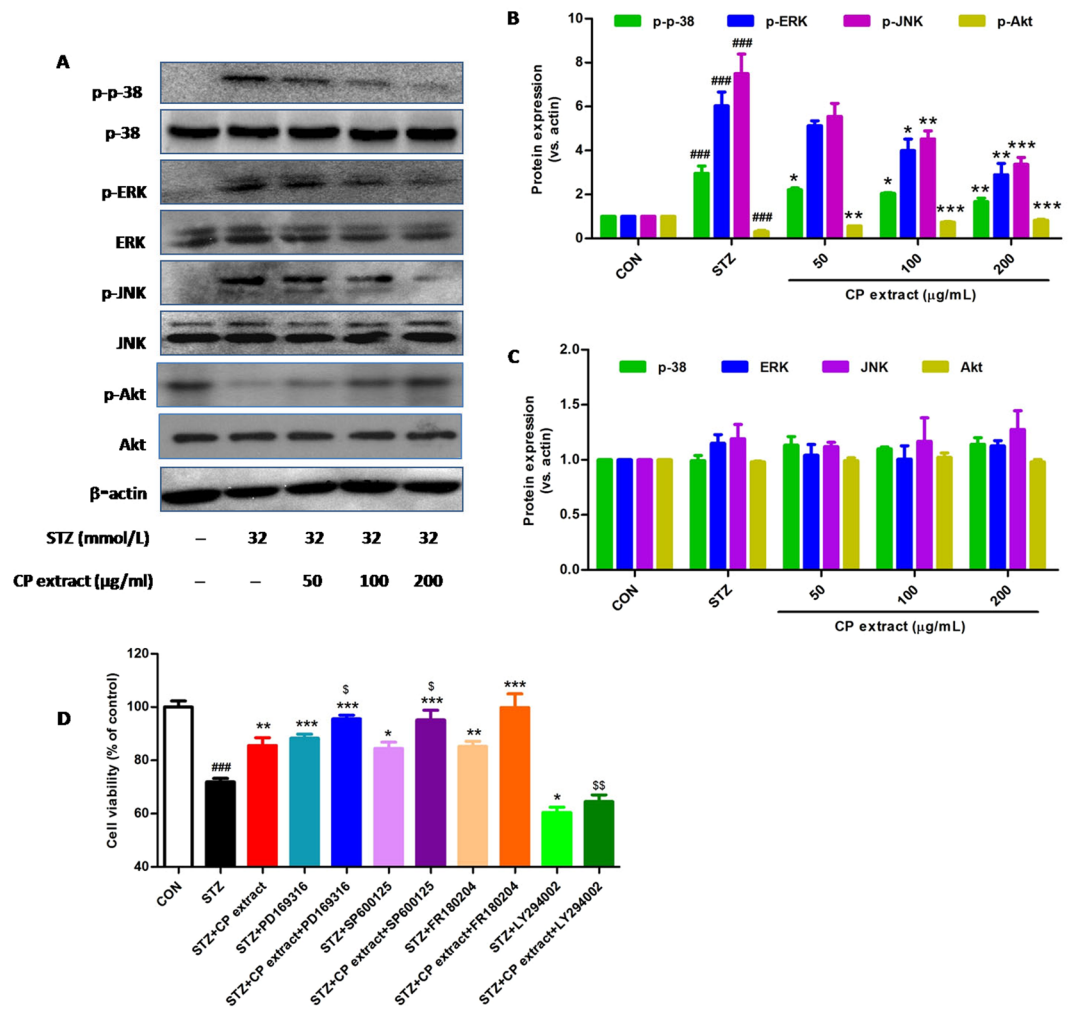 A
p-p-38
p-38
p-ERK
ERK
p-JNK
JNK
p-Akt
Akt
β-actin
STZ (mmol/L) – 32 32 32 32
CP extract (μg/ml) – – 50 100 200
B
p-p-38 p-ERK p-JNK p-Akt
Protein expression
(vs. actin)
10
8
6
4
2
0
### ### ### ###
* **
* * ** ***
** ** *** ***
CON STZ 50 100 200
CP extract (μg/mL)
C
p-38 ERK JNK Akt
Protein expression
(vs. actin)
2.0
1.5
1.0
0.5
0.0
CON STZ 50 100 200
CP extract (μg/mL)
D
Cell viability (% of control)
120
100
80
60
40
###
**
***
$
***
*
$
***
**
***
*
$$
CON
STZ
STZ+CP extract
STZ+PD169316
STZ+CP extract+PD169316
STZ+SP600125
STZ+CP extract+SP600125
STZ+FR180204
STZ+CP extract+FR180204
STZ+LY294002
STZ+CP extract+LY294002